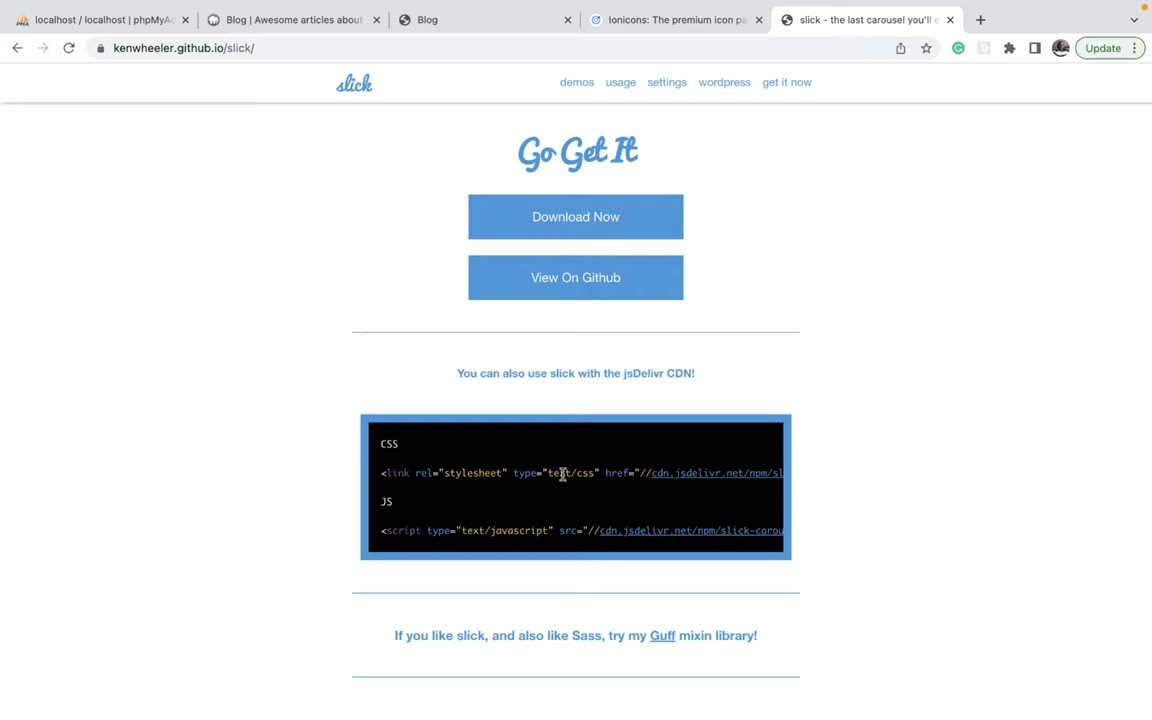 localhost / localhost | phpMyAd
Blog | Awesome articles about
Blog
Ionicons: The premium icon pa
slick - the last carousel you'll e
kenwheeler.github.io/slick/
Update
slick
demos
usage
settings
wordpress
get it now
Go Get It
Download Now
View On Github
You can also use slick with the jsDelivr CDN!
CSS
<link rel="stylesheet" type="text/css" href="//cdn.jsdelivr.net/npm/sl
JS
<script type="text/javascript" src="//cdn.jsdelivr.net/npm/slick-carou
If you like slick, and also like Sass, try my Guff mixin library!